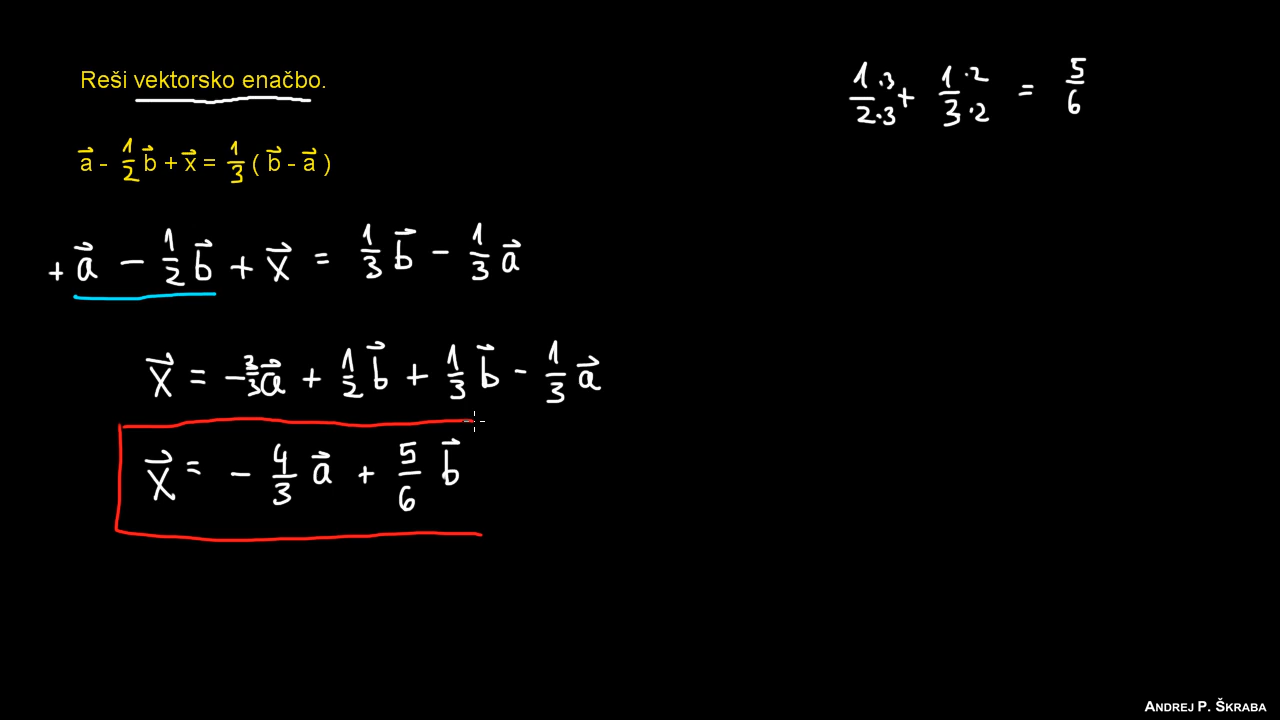 Reši vektorsko enačbo.
1·3/2·3 + 1·2/3·2 = 5/6
a⃗ - 1/2 b⃗ + x⃗ = 1/3 ( b⃗ - a⃗ )
+ a⃗ - 1/2 b⃗ + x⃗ = 1/3 b⃗ - 1/3 a⃗
x⃗ = - 3/3 a⃗ + 1/2 b⃗ + 1/3 b⃗ - 1/3 a⃗
x⃗ = - 4/3 a⃗ + 5/6 b⃗
ANDREJ P. ŠKRABA